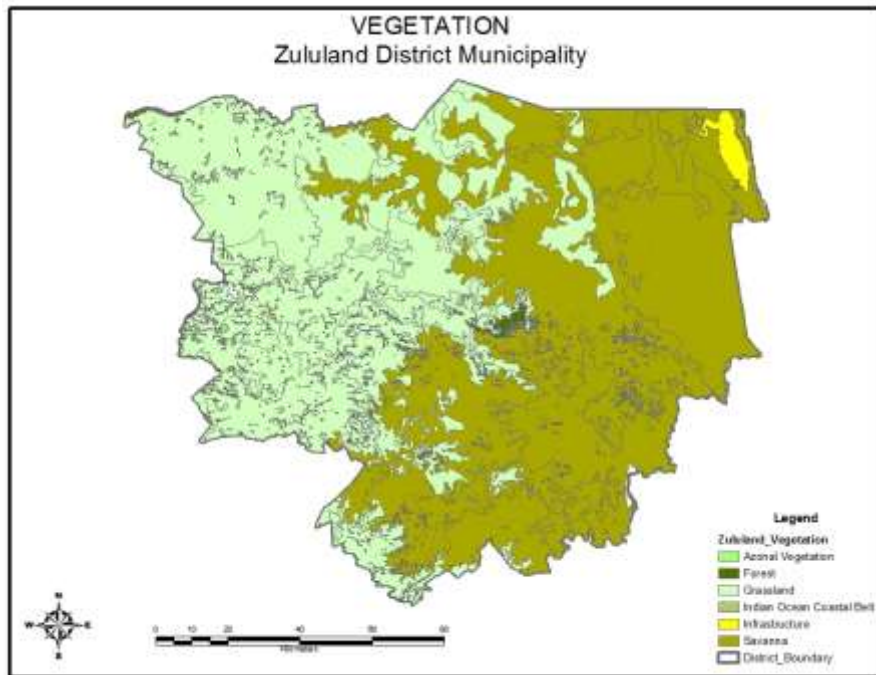 VEGETATION
Zululand District Municipality
N
W E
S
0 10 20 40 60 80
Kilometers
Legend
Zululand_Vegetation
Azonal Vegetation
Forest
Grassland
Indian Ocean Coastal Belt
Infrastructure
Savanna
District_Boundary